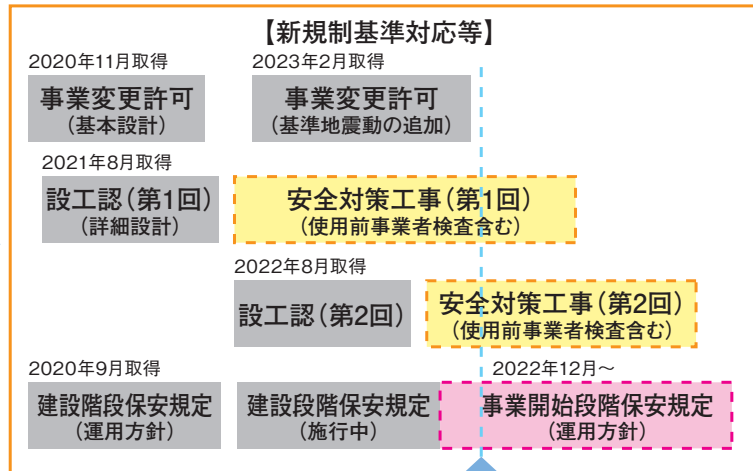 【新規制基準対応等】
2020年11月取得
事業変更許可
(基本設計)
2023年2月取得
事業変更許可
(基準地震動の追加)
2021年8月取得
設工認(第1回)
(詳細設計)
安全対策工事(第1回)
(使用前事業者検査含む)
2022年8月取得
設工認(第2回)
安全対策工事(第2回)
(使用前事業者検査含む)
2020年9月取得
建設階段保安規定
(運用方針)
建設段階保安規定
(施行中)
2022年12月～
事業開始段階保安規定
(運用方針)